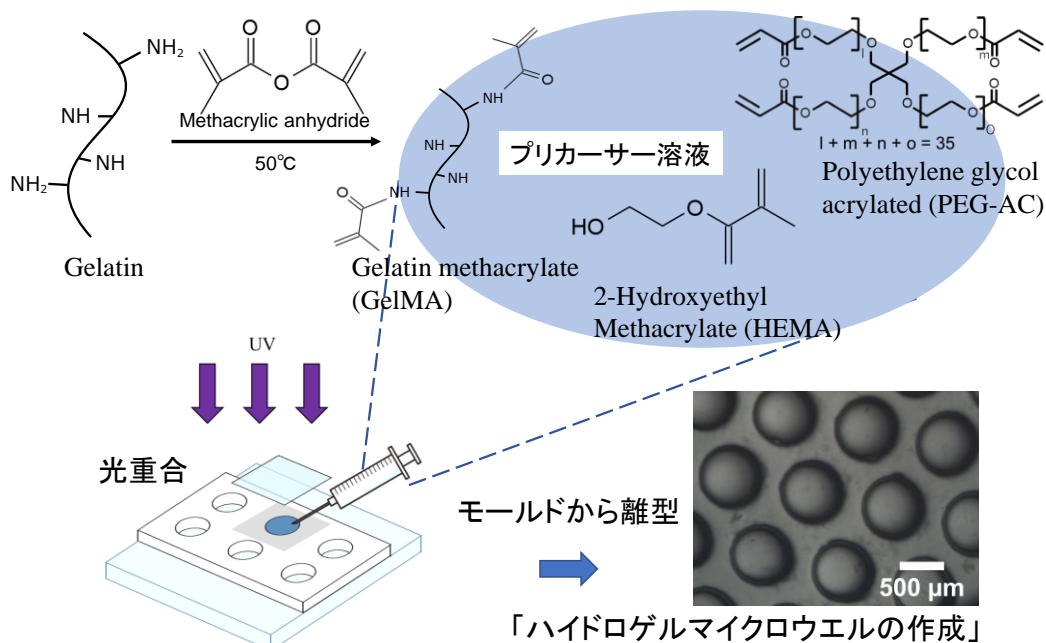 NH2
NH
NH
H2N
Gelatin
O
O
O
Methacrylic anhydride
50℃
O
NH
NH
NH
NH
O
Gelatin methacrylate
(GelMA)
プリカーサー溶液
HO
O
2-Hydroxyethyl
Methacrylate (HEMA)
O
O
l
O
O
m
O
O
O
O
n
O
O
O
O
O
l + m + n + o = 35
Polyethylene glycol
acrylated (PEG-AC)
UV
光重合
モールドから離型
500 μm
「ハイドロゲルマイクロウエルの作成」